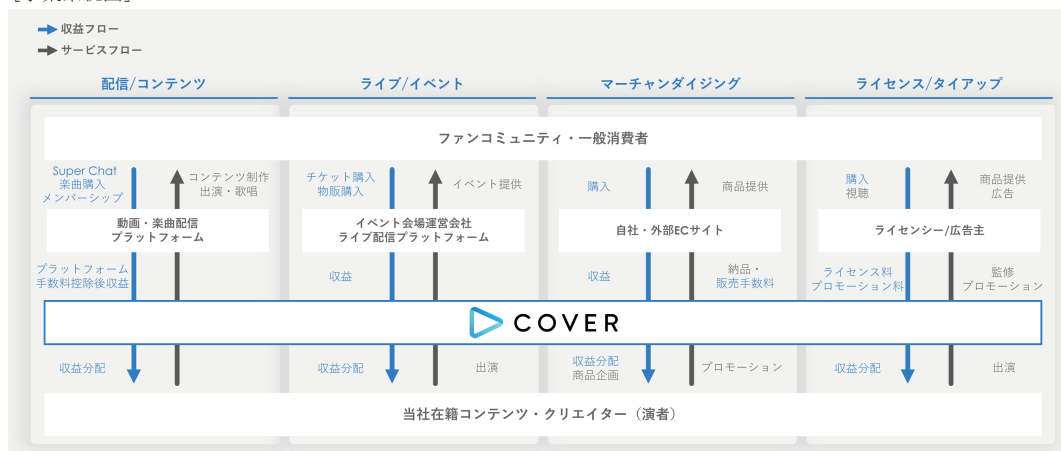 収益フロー
サービスフロー
配信/コンテンツ
ライブ/イベント
マーチャンダイジング
ライセンス/タイアップ
ファンコミュニティ・一般消費者
Super Chat
楽曲購入
メンバーシップ
コンテンツ制作
出演・歌唱
チケット購入
物販購入
イベント提供
購入
商品提供
購入
視聴
商品提供
広告
動画・楽曲配信
プラットフォーム
イベント会場運営会社
ライブ配信プラットフォーム
自社・外部ECサイト
ライセンシー/広告主
プラットフォーム
手数料控除後収益
収益
収益
納品・
販売手数料
ライセンス料
プロモーション料
監修
プロモーション
COVER
収益分配
収益分配
出演
収益分配
商品企画
プロモーション
収益分配
出演
当社在籍コンテンツ・クリエイター（演者）